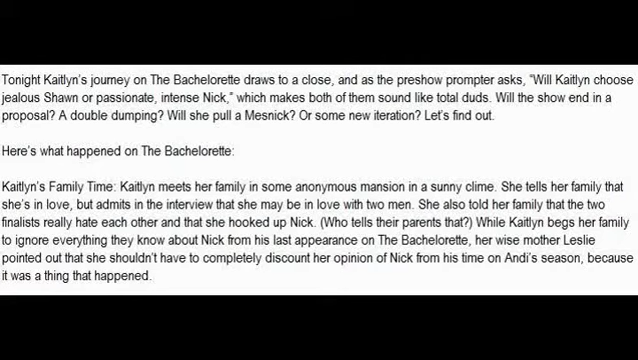 Tonight Kaitlyn's journey on The Bachelorette draws to a close, and as the preshow prompter asks, "Will Kaitlyn choose
jealous Shawn or passionate, intense Nick," which makes both of them sound like total duds. Will the show end in a
proposal? A double dumping? Will she pull a Mesnick? Or some new iteration? Let's find out.
Here's what happened on The Bachelorette:
Kaitlyn's Family Time: Kaitlyn meets her family in some anonymous mansion in a sunny clime. She tells her family that
she's in love, but admits in the interview that she may be in love with two men. She also told her family that the two
finalists really hate each other and that she hooked up Nick. (Who tells their parents that?) While Kaitlyn begs her family
to ignore everything they know about Nick from his last appearance on The Bachelorette, her wise mother Leslie
pointed out that she shouldn't have to completely discount her opinion of Nick from his time on Andi's season, because
it was a thing that happened.